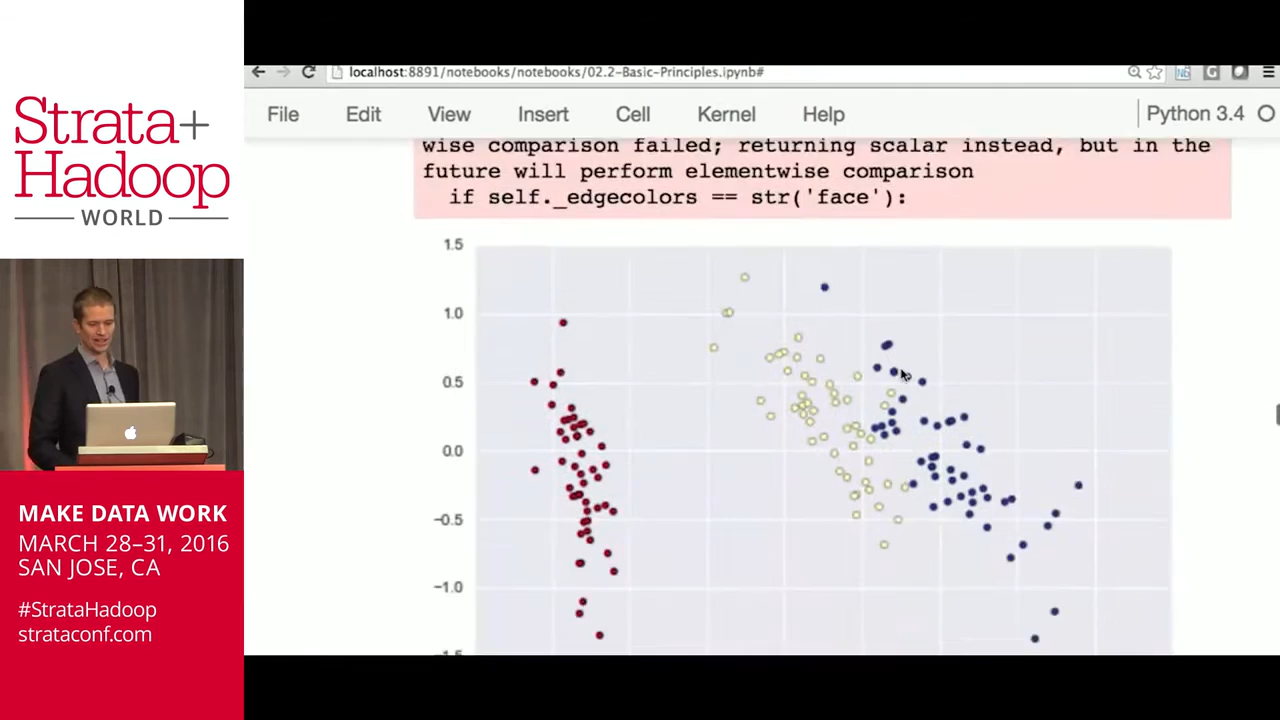 Strata+
Hadoop
WORLD
MAKE DATA WORK
MARCH 28–31, 2016
SAN JOSE, CA
#StrataHadoop
strataconf.com
localhost:8891/notebooks/notebooks/02.2-Basic-Principles.ipynb#
File Edit View Insert Cell Kernel Help Python 3.4
wise comparison failed; returning scalar instead, but in the
future will perform elementwise comparison
if self._edgecolors == str('face'):
1.5
1.0
0.5
0.0
−0.5
−1.0
−1.5